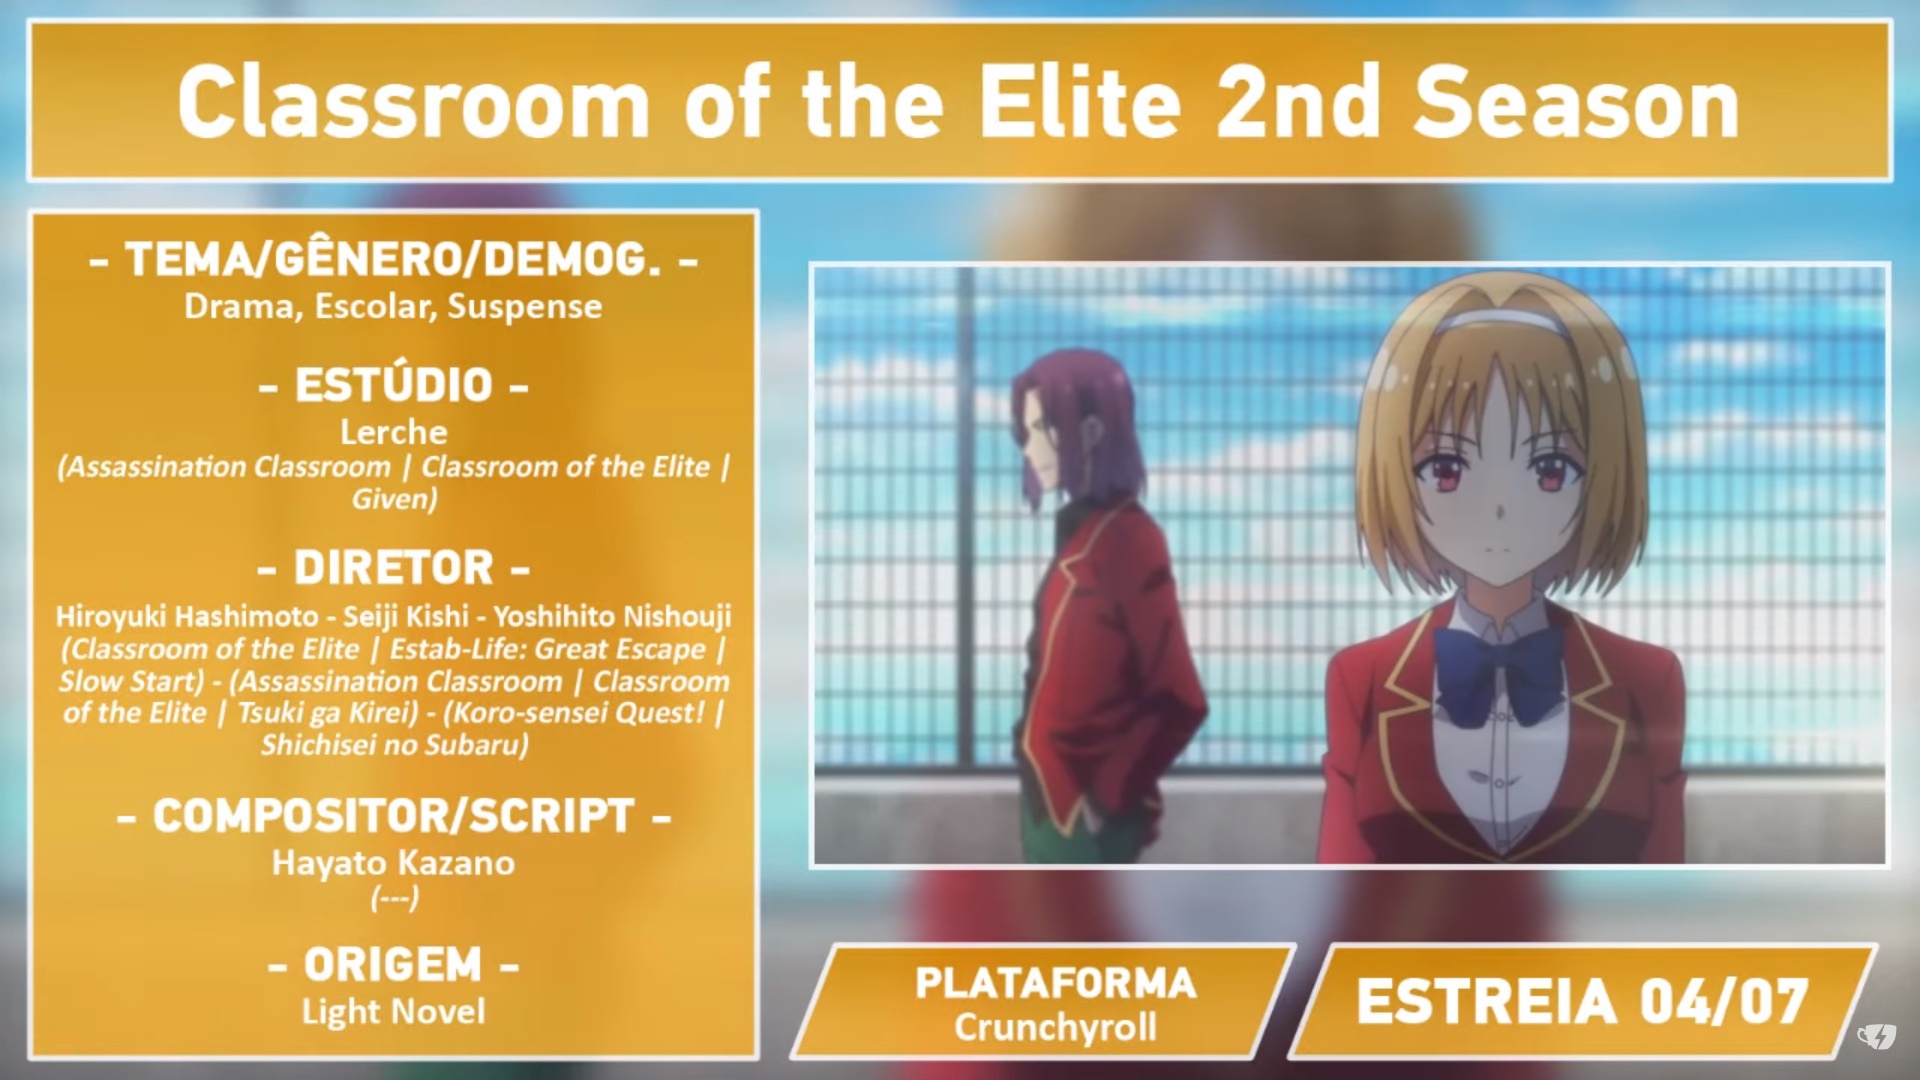 Classroom of the Elite 2nd Season
- TEMA/GÊNERO/DEMOG. -
Drama, Escolar, Suspense
- ESTÚDIO -
Lerche
(Assassination Classroom | Classroom of the Elite |
Given)
- DIRETOR -
Hiroyuki Hashimoto - Seiji Kishi - Yoshihito Nishouji
(Classroom of the Elite | Estab-Life: Great Escape |
Slow Start) - (Assassination Classroom | Classroom
of the Elite | Tsuki ga Kirei) - (Koro-sensei Quest! |
Shichisei no Subaru)
- COMPOSITOR/SCRIPT -
Hayato Kazano
(---)
- ORIGEM -
Light Novel
PLATAFORMA
Crunchyroll
ESTREIA 04/07